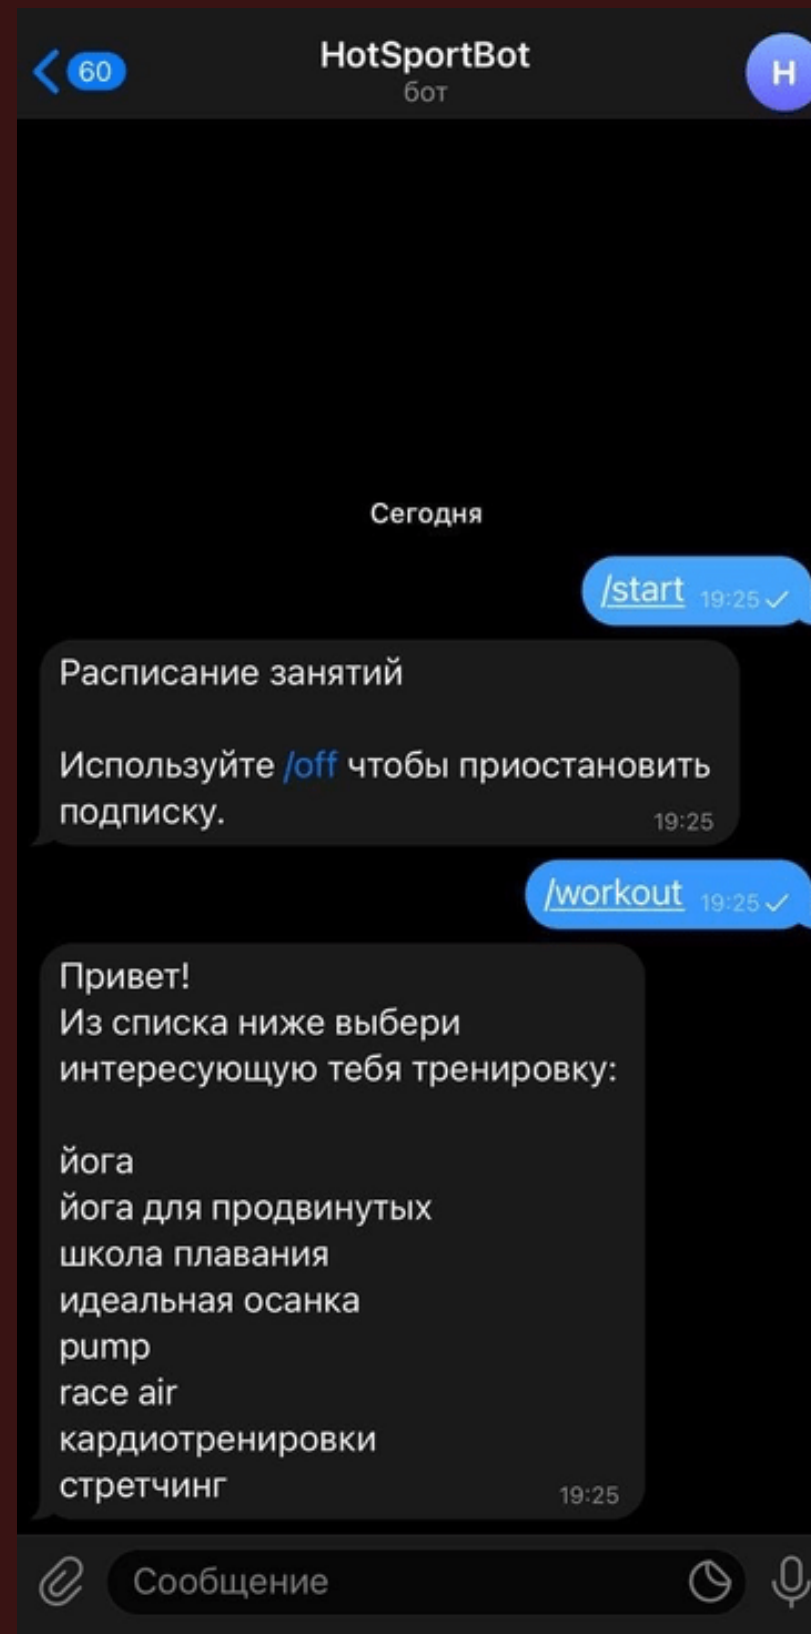 60
HotSportBot
бот
H
Сегодня
/start 19:25
Расписание занятий
Используйте /off чтобы приостановить
подписку.
19:25
/workout 19:25
Привет!
Из списка ниже выбери
интересующую тебя тренировку:
йога
йога для продвинутых
школа плавания
идеальная осанка
pump
race air
кардиотренировки
стретчинг
19:25
Сообщение